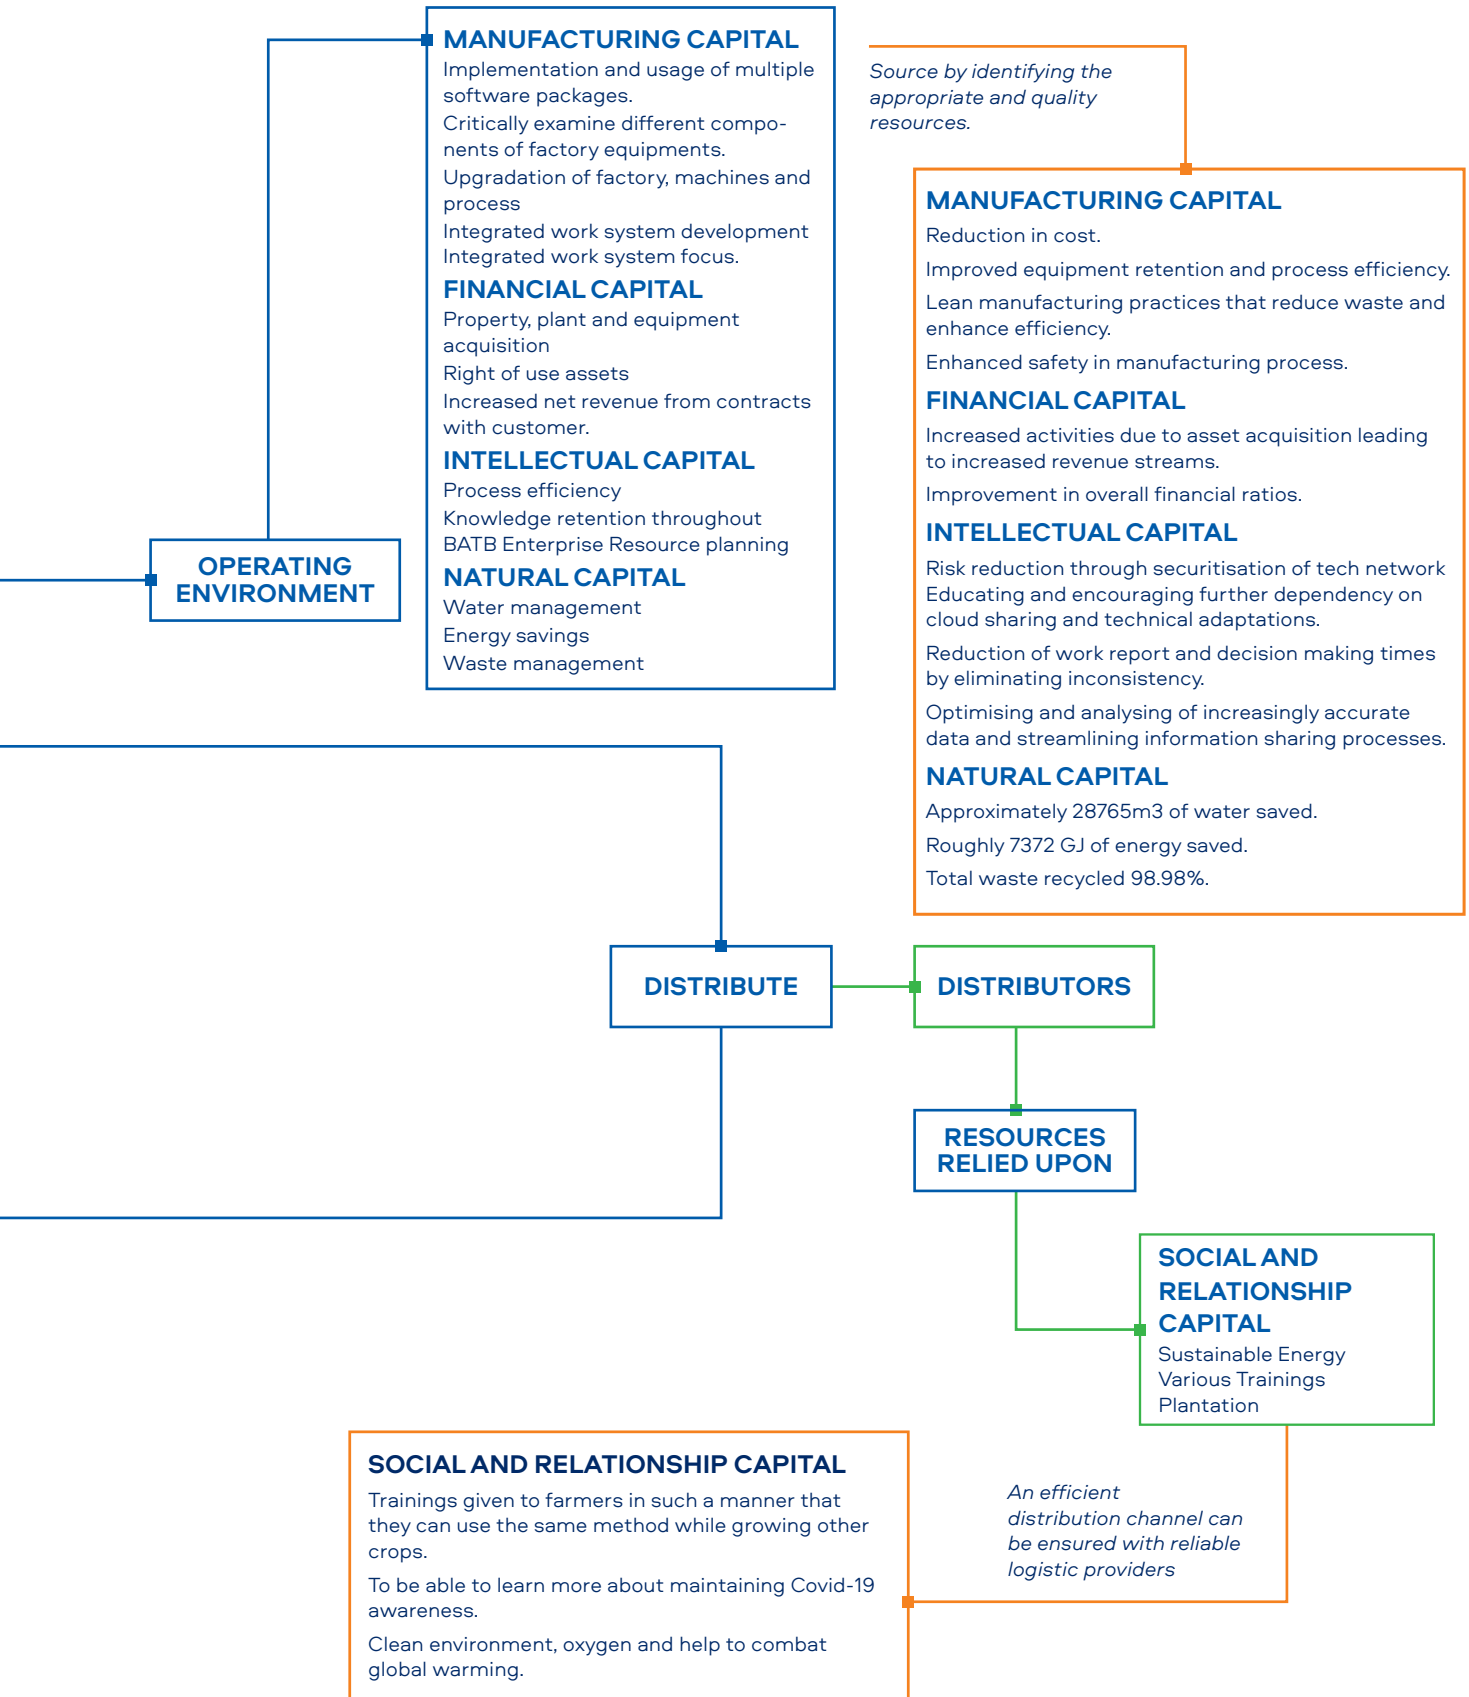 MANUFACTURING CAPITAL
Implementation and usage of multiple
software packages.
Critically examine different compo-
nents of factory equipments.
Upgradation of factory, machines and
process
Integrated work system development
Integrated work system focus.
FINANCIAL CAPITAL
Property, plant and equipment
acquisition
Right of use assets
Increased net revenue from contracts
with customer.
INTELLECTUAL CAPITAL
Process efficiency
Knowledge retention throughout
BATB Enterprise Resource planning
NATURAL CAPITAL
Water management
Energy savings
Waste management
OPERATING
ENVIRONMENT
Source by identifying the
appropriate and quality
resources.
MANUFACTURING CAPITAL
Reduction in cost.
Improved equipment retention and process efficiency.
Lean manufacturing practices that reduce waste and
enhance efficiency.
Enhanced safety in manufacturing process.
FINANCIAL CAPITAL
Increased activities due to asset acquisition leading
to increased revenue streams.
Improvement in overall financial ratios.
INTELLECTUAL CAPITAL
Risk reduction through securitisation of tech network
Educating and encouraging further dependency on
cloud sharing and technical adaptations.
Reduction of work report and decision making times
by eliminating inconsistency.
Optimising and analysing of increasingly accurate
data and streamlining information sharing processes.
NATURAL CAPITAL
Approximately 28765m3 of water saved.
Roughly 7372 GJ of energy saved.
Total waste recycled 98.98%.
DISTRIBUTE
DISTRIBUTORS
RESOURCES
RELIED UPON
SOCIAL AND
RELATIONSHIP
CAPITAL
Sustainable Energy
Various Trainings
Plantation
An efficient
distribution channel can
be ensured with reliable
logistic providers
SOCIAL AND RELATIONSHIP CAPITAL
Trainings given to farmers in such a manner that
they can use the same method while growing other
crops.
To be able to learn more about maintaining Covid-19
awareness.
Clean environment, oxygen and help to combat
global warming.